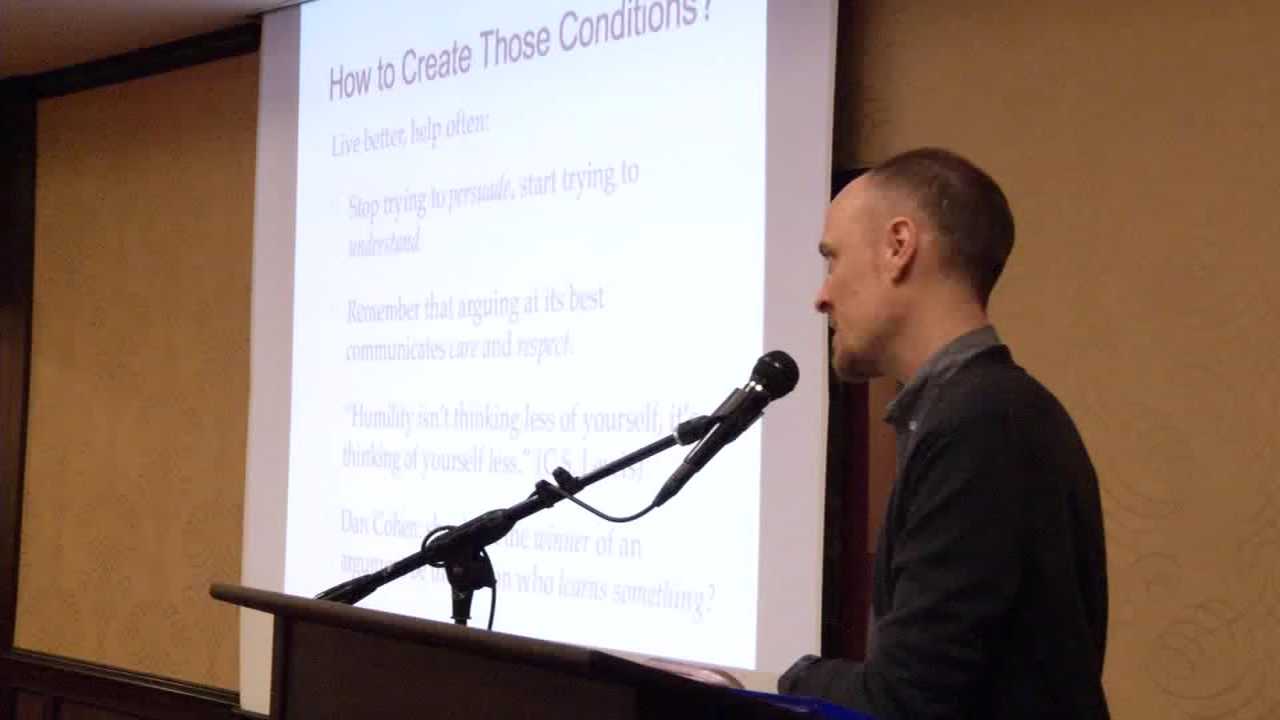 How to Create Those Conditions?
Live better, help often:
Stop trying to persuade, start trying to
understand.
Remember that arguing at its best
communicates care and respect.
"Humility isn't thinking less of yourself, it's
thinking of yourself less." (C.S. Lewis)
Dan Cohen: the winner of an
be who learns something?